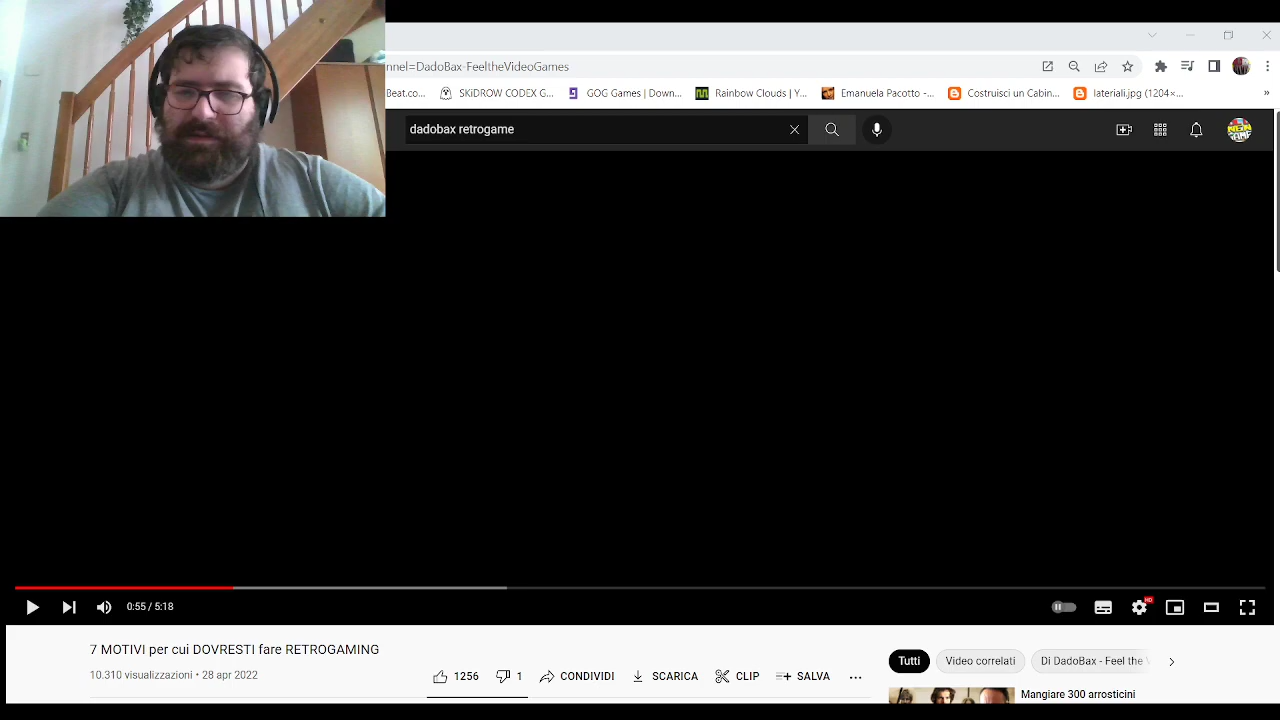 nnel=DadoBax-FeeltheVideoGames
Beat.co... SKiDROW CODEX G... GOG Games | Down... Rainbow Clouds | Y... Emanuela Pacotto -... Costruisci un Cabin... lateriali.jpg (1204×... »
dadobax retrogame
0:55 / 5:18
HD
7 MOTIVI per cui DOVRESTI fare RETROGAMING
10.310 visualizzazioni • 28 apr 2022
1256 1 CONDIVIDI SCARICA CLIP SALVA ...
Tutti Video correlati Di DadoBax - Feel the
Mangiare 300 arrosticini